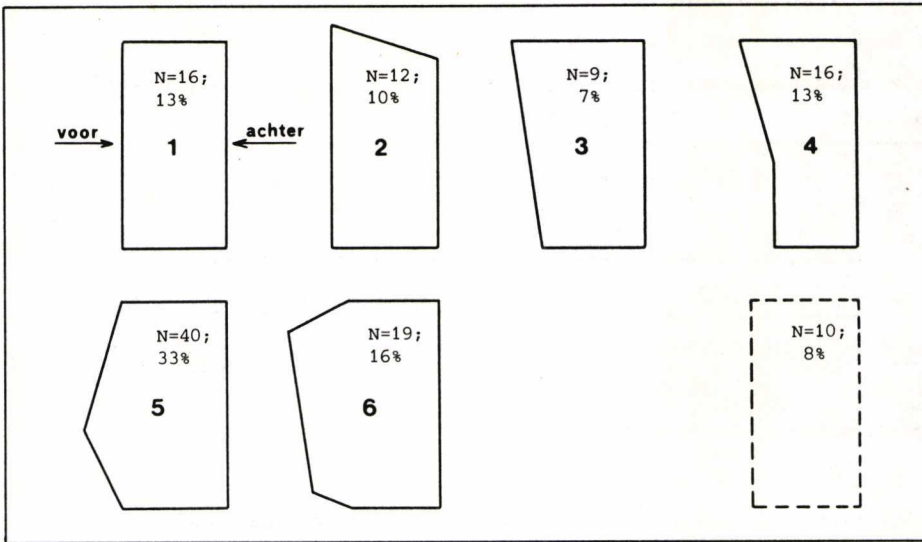 N=16;
13%
voor
1
achter
N=12;
10%
2
N=9;
7%
3
N=16;
13%
4
N=40;
33%
5
N=19;
16%
6
N=10;
8%